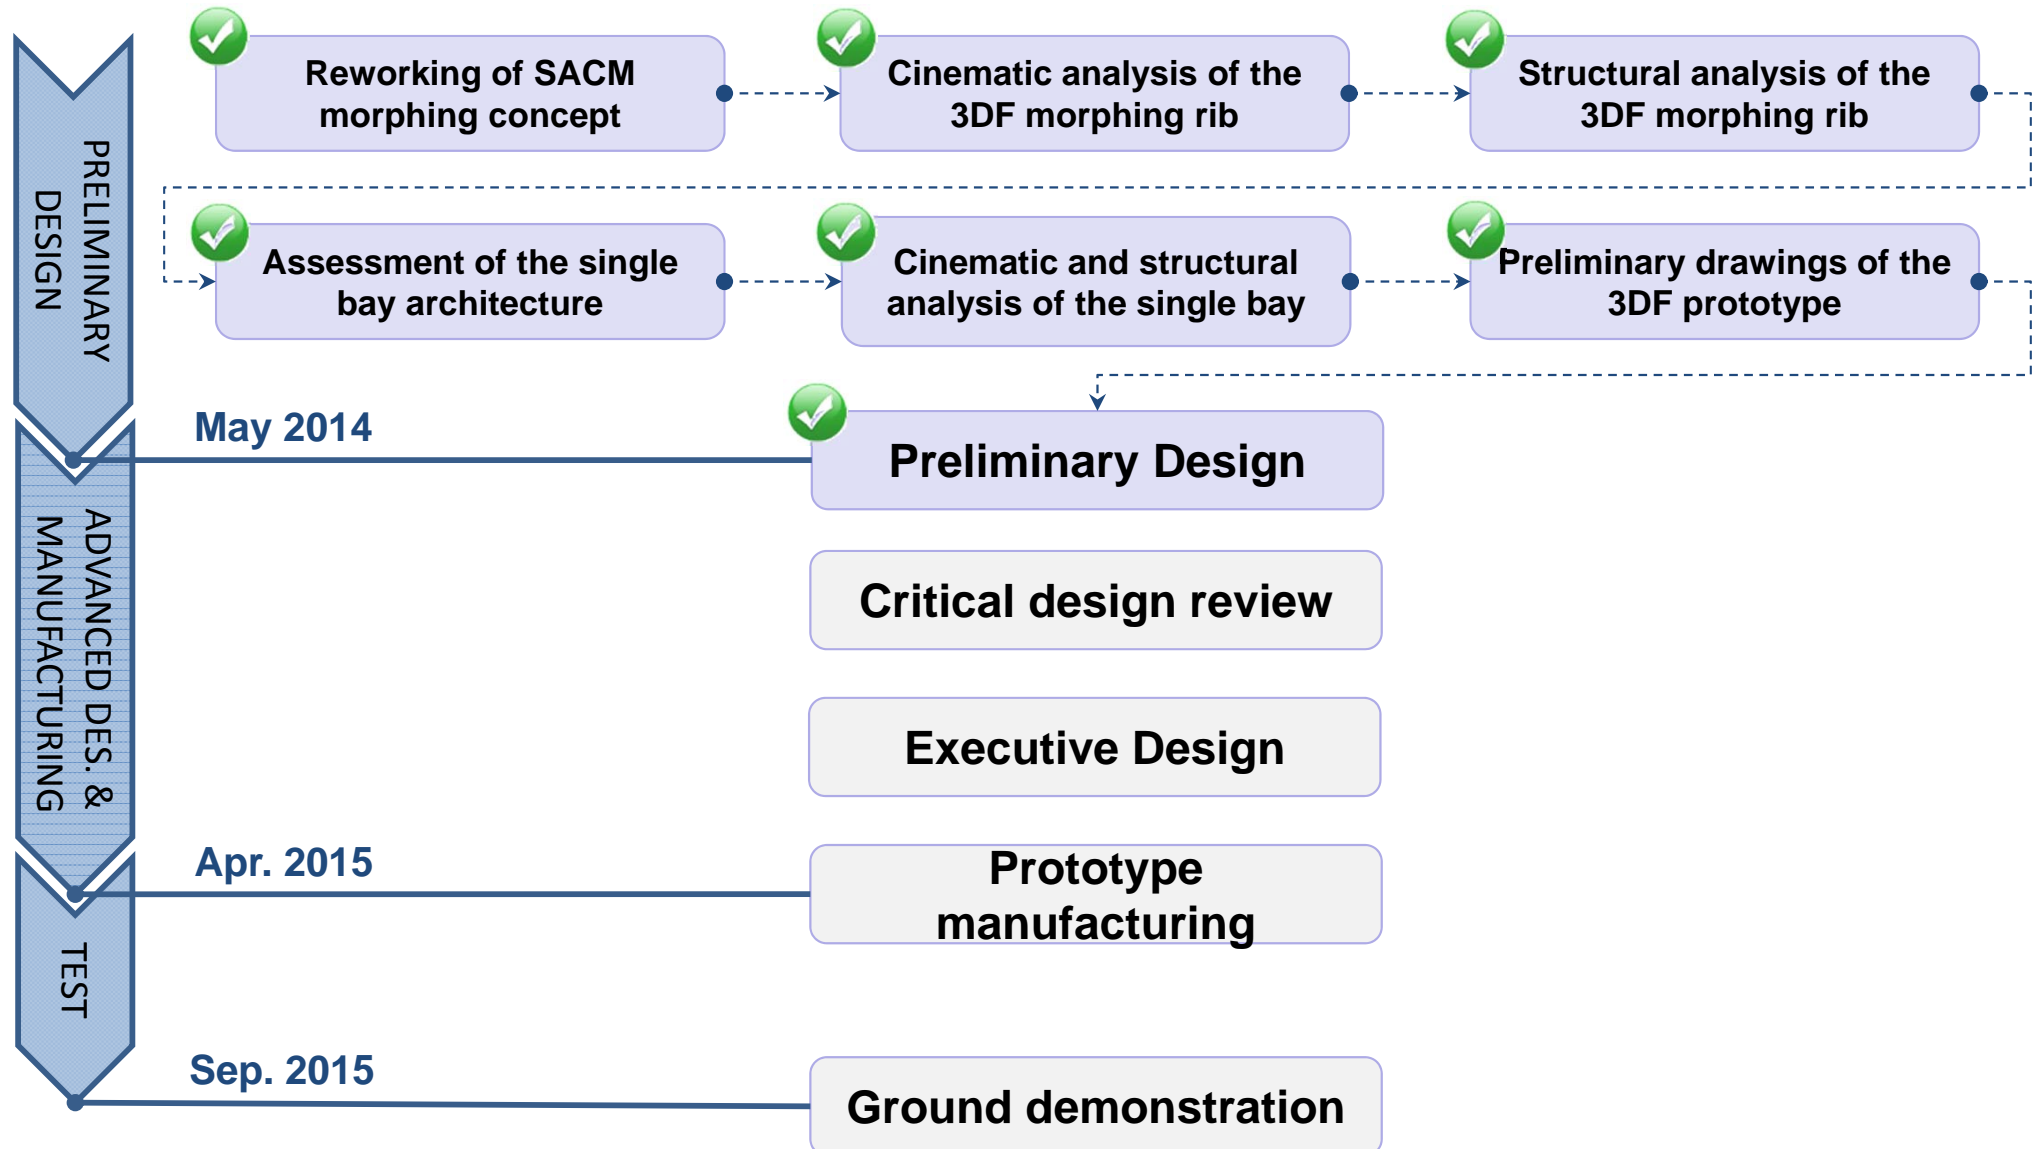 PRELIMINARY
DESIGN
Reworking of SACM
morphing concept
Cinematic analysis of the
3DF morphing rib
Structural analysis of the
3DF morphing rib
Assessment of the single
bay architecture
Cinematic and structural
analysis of the single bay
Preliminary drawings of the
3DF prototype
May 2014
Preliminary Design
ADVANCED DES. &
MANUFACTURING
Critical design review
Executive Design
Apr. 2015
Prototype
manufacturing
TEST
Sep. 2015
Ground demonstration